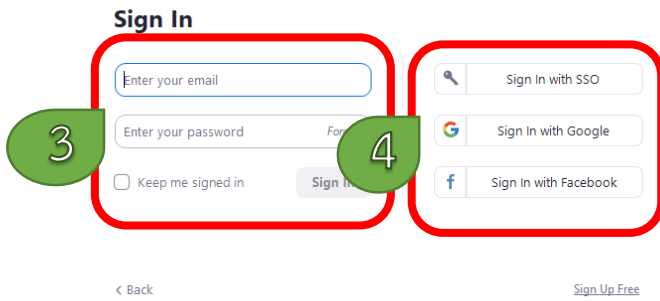 Sign In
Enter your email
Enter your password
3
Keep me signed in
Sign In
4
Sign In with SSO
G Sign In with Google
f Sign In with Facebook
< Back
Sign Up Free